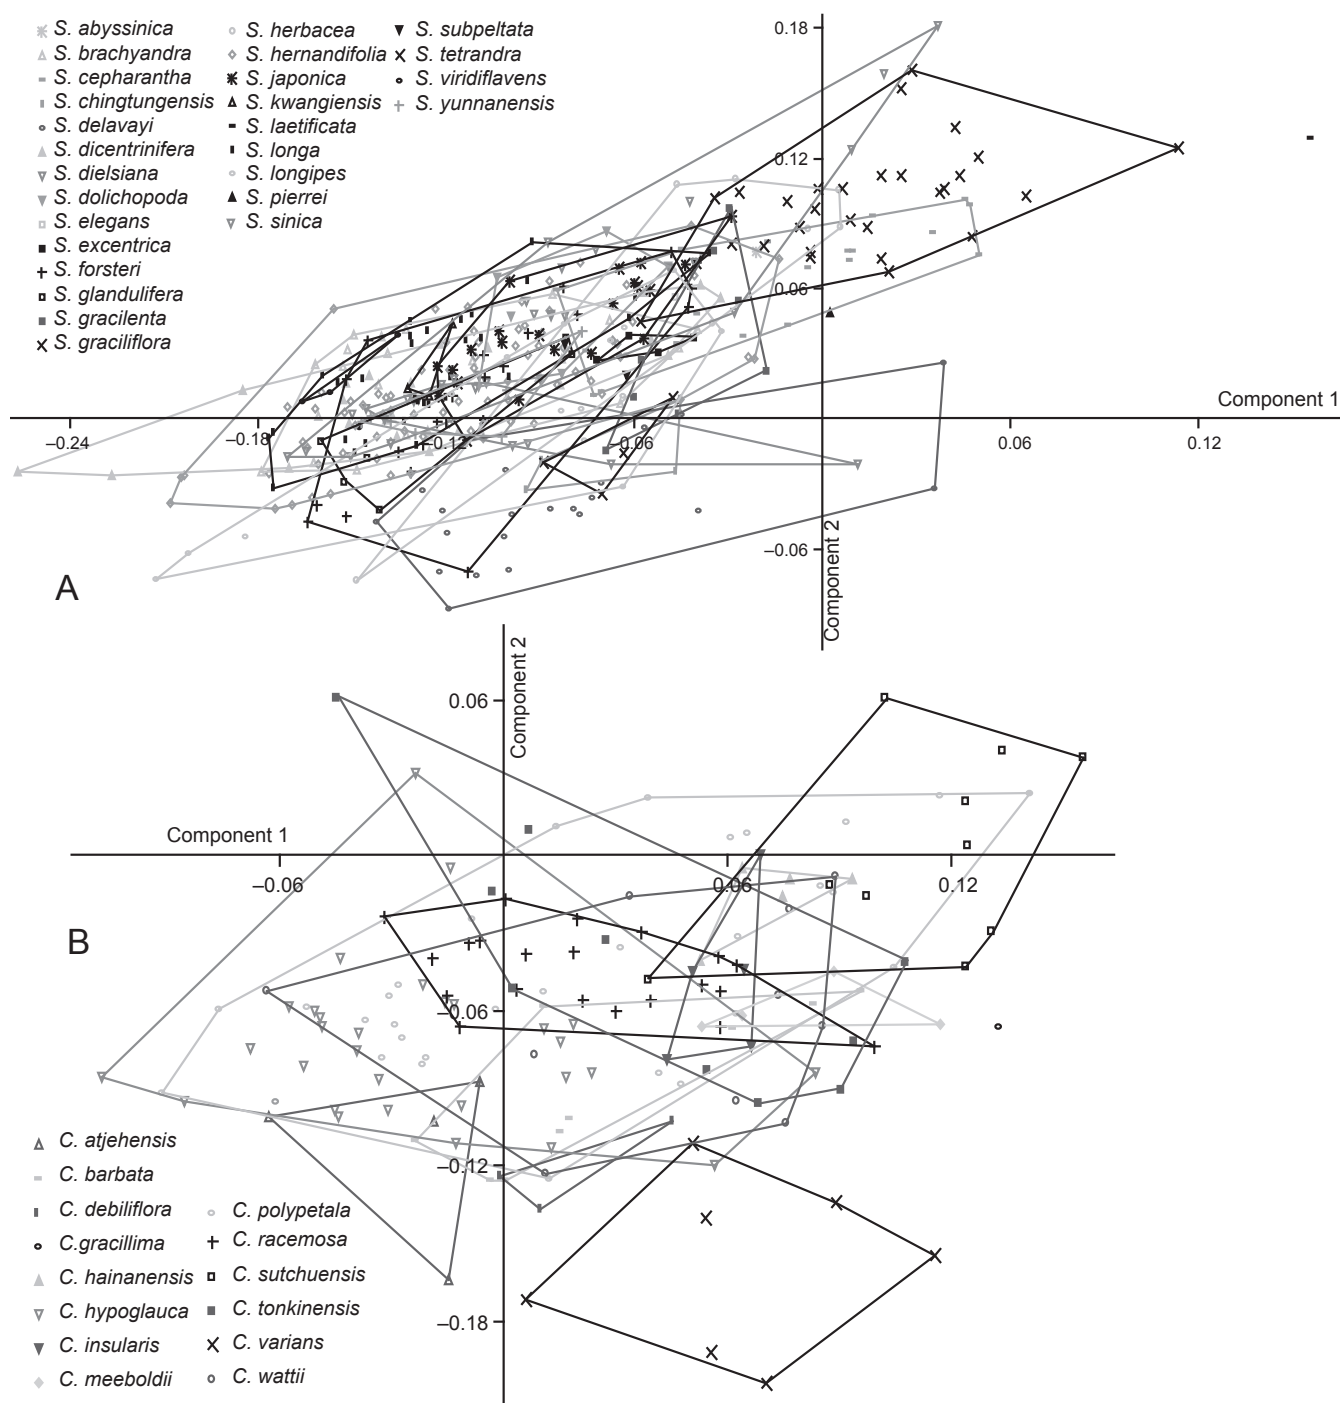 S. abyssinica
S. brachyandra
S. cepharantha
S. chingtungensis
S. delavayi
S. dicentrinifera
S. dielsiana
S. dolichopoda
S. elegans
S. excentrica
S. forsteri
S. glandulifera
S. gracilenta
S. graciliflora
S. herbacea
S. hernandifolia
S. japonica
S. kwangiensis
S. laetificata
S. longa
S. longipes
S. pierrei
S. sinica
S. subpeltata
S. tetrandra
S. viridiflavens
S. yunnanensis
0.18
0.12
0.06
Component 1
–0.24
–0.18
–0.12
–0.06
0.06
0.12
–0.06
Component 2
A
Component 2
0.06
Component 1
–0.06
0.06
0.12
B
–0.06
–0.12
–0.18
C. atjehensis
C. barbata
C. debiliflora
C.gracillima
C. hainanensis
C. hypoglauca
C. insularis
C. meeboldii
C. polypetala
C. racemosa
C. sutchuensis
C. tonkinensis
C. varians
C. wattii